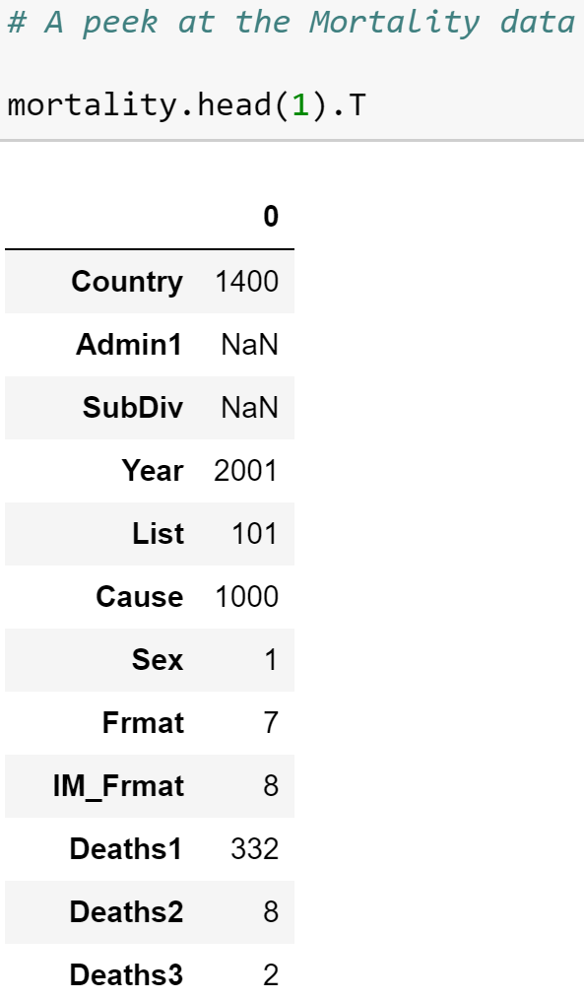 # A peek at the Mortality data
mortality.head(1).T
0
Country 1400
Admin1 NaN
SubDiv NaN
Year 2001
List 101
Cause 1000
Sex 1
Frmat 7
IM_Frmat 8
Deaths1 332
Deaths2 8
Deaths3 2